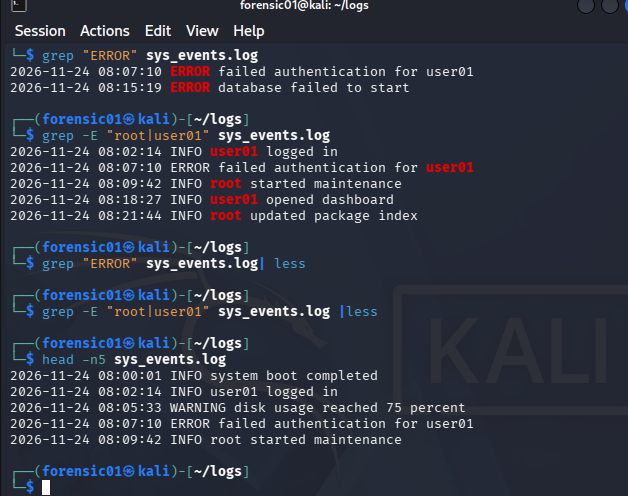 forensic01@kali: ~/logs
Session Actions Edit View Help
└─$ grep "ERROR" sys_events.log
2026-11-24 08:07:10 ERROR failed authentication for user01
2026-11-24 08:15:19 ERROR database failed to start
┌──(forensic01㉿kali)-[~/logs]
└─$ grep -E "root|user01" sys_events.log
2026-11-24 08:02:14 INFO user01 logged in
2026-11-24 08:07:10 ERROR failed authentication for user01
2026-11-24 08:09:42 INFO root started maintenance
2026-11-24 08:18:27 INFO user01 opened dashboard
2026-11-24 08:21:44 INFO root updated package index
┌──(forensic01㉿kali)-[~/logs]
└─$ grep "ERROR" sys_events.log| less
┌──(forensic01㉿kali)-[~/logs]
└─$ grep -E "root|user01" sys_events.log |less
┌──(forensic01㉿kali)-[~/logs]
└─$ head -n5 sys_events.log
2026-11-24 08:00:01 INFO system boot completed
2026-11-24 08:02:14 INFO user01 logged in
2026-11-24 08:05:33 WARNING disk usage reached 75 percent
2026-11-24 08:07:10 ERROR failed authentication for user01
2026-11-24 08:09:42 INFO root started maintenance
┌──(forensic01㉿kali)-[~/logs]
└─$
KALI